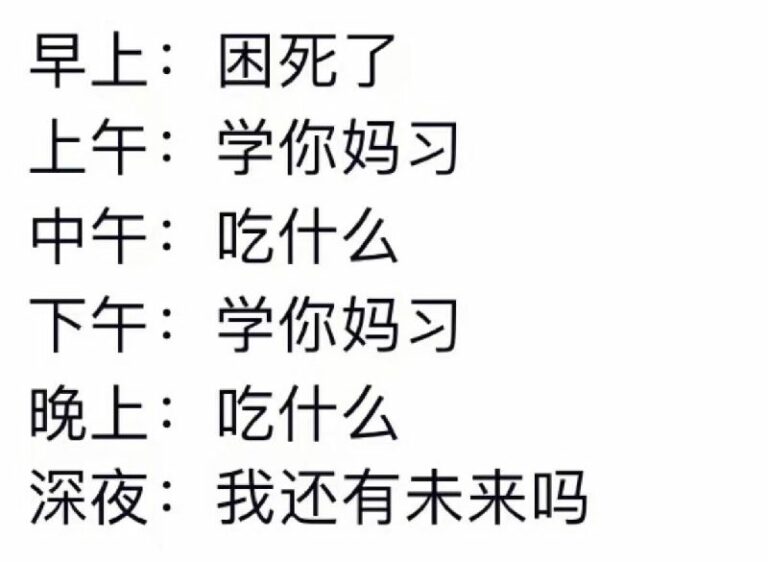 早上：困死了
上午：学你妈习
中午：吃什么
下午：学你妈习
晚上：吃什么
深夜：我还有未来吗